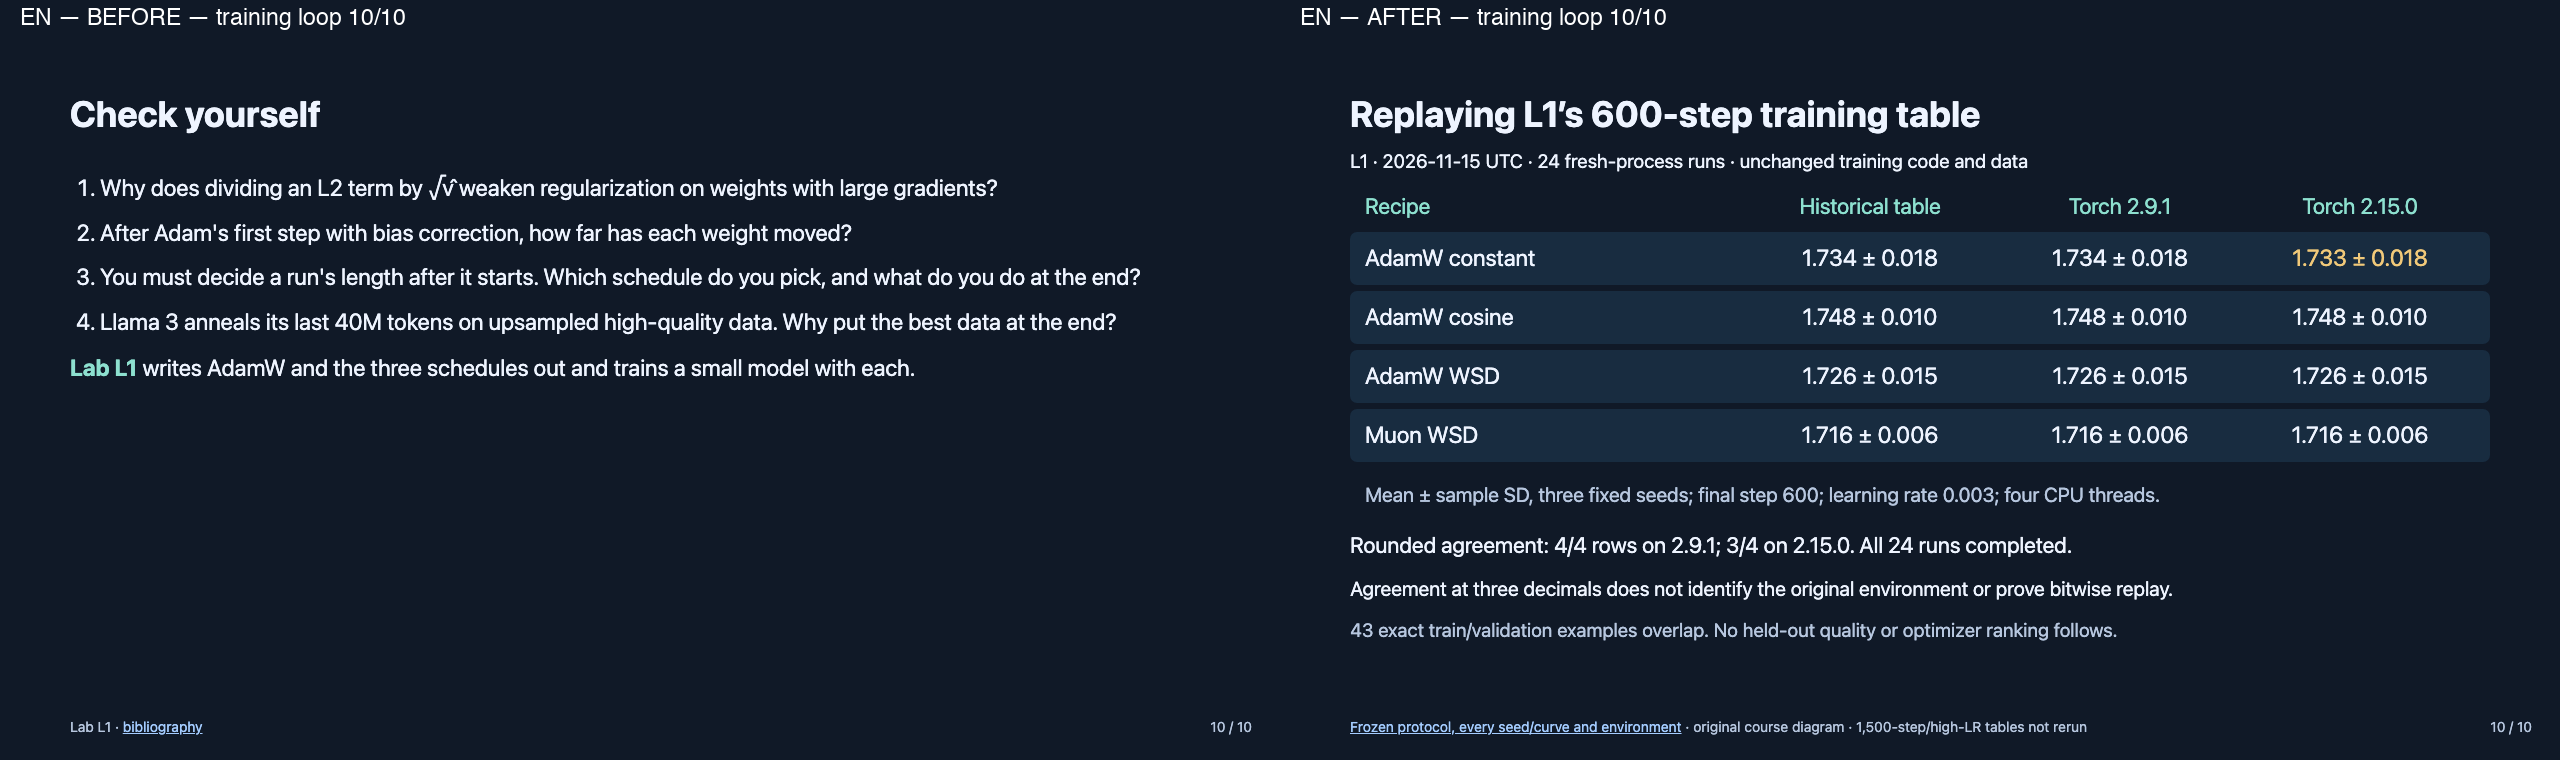 EN — BEFORE — training loop 10/10
Check yourself
1. Why does dividing an L2 term by √v̂ weaken regularization on weights with large gradients?
2. After Adam's first step with bias correction, how far has each weight moved?
3. You must decide a run's length after it starts. Which schedule do you pick, and what do you do at the end?
4. Llama 3 anneals its last 40M tokens on upsampled high-quality data. Why put the best data at the end?
Lab L1 writes AdamW and the three schedules out and trains a small model with each.
Lab L1 · bibliography
10 / 10
EN — AFTER — training loop 10/10
Replaying L1’s 600-step training table
L1 · 2026-11-15 UTC · 24 fresh-process runs · unchanged training code and data
Recipe Historical table Torch 2.9.1 Torch 2.15.0
AdamW constant 1.734 ± 0.018 1.734 ± 0.018 1.733 ± 0.018
AdamW cosine 1.748 ± 0.010 1.748 ± 0.010 1.748 ± 0.010
AdamW WSD 1.726 ± 0.015 1.726 ± 0.015 1.726 ± 0.015
Muon WSD 1.716 ± 0.006 1.716 ± 0.006 1.716 ± 0.006
Mean ± sample SD, three fixed seeds; final step 600; learning rate 0.003; four CPU threads.
Rounded agreement: 4/4 rows on 2.9.1; 3/4 on 2.15.0. All 24 runs completed.
Agreement at three decimals does not identify the original environment or prove bitwise replay.
43 exact train/validation examples overlap. No held-out quality or optimizer ranking follows.
Frozen protocol, every seed/curve and environment · original course diagram · 1,500-step/high-LR tables not rerun
10 / 10